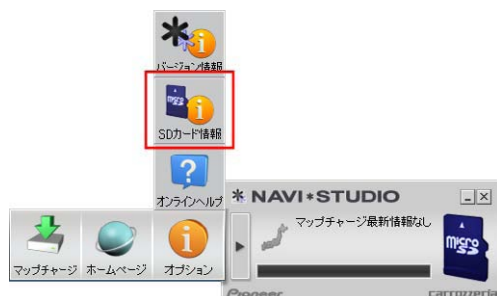 バージョン情報
microSD
SDカード情報
オンラインヘルプ
NAVI*STUDIO
マップチャージ最新情報なし
micro
マップチャージ
ホームページ
オプション
Pioneer
carrozzeria